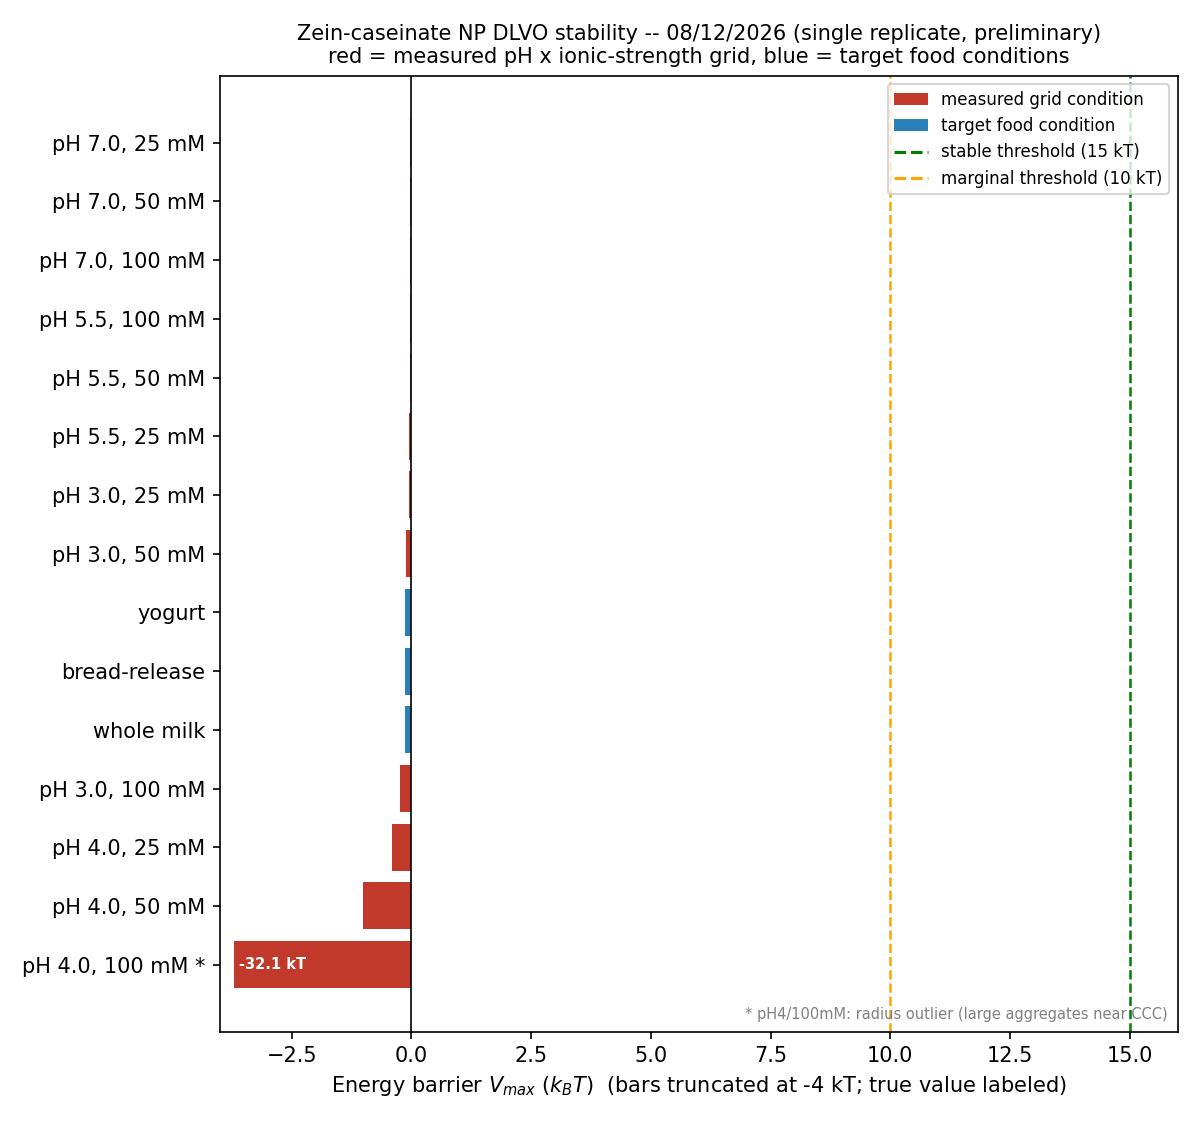 Zein-caseinate NP DLVO stability -- 08/12/2026 (single replicate, preliminary)
red = measured pH x ionic-strength grid, blue = target food conditions
measured grid condition
target food condition
stable threshold (15 kT)
marginal threshold (10 kT)
pH 7.0, 25 mM
pH 7.0, 50 mM
pH 7.0, 100 mM
pH 5.5, 100 mM
pH 5.5, 50 mM
pH 5.5, 25 mM
pH 3.0, 25 mM
pH 3.0, 50 mM
yogurt
bread-release
whole milk
pH 3.0, 100 mM
pH 4.0, 25 mM
pH 4.0, 50 mM
pH 4.0, 100 mM *
-32.1 kT
* pH4/100mM: radius outlier (large aggregates near CCC)
−2.5 0.0 2.5 5.0 7.5 10.0 12.5 15.0
Energy barrier Vmax (kBT) (bars truncated at -4 kT; true value labeled)